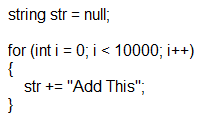 string str = null;
for (int i = 0; i < 10000; i++)
{
str += "Add This";
}